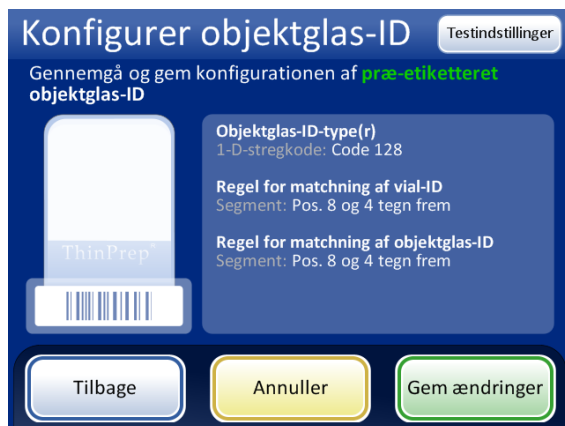 Konfigurer objektglas-ID
Testindstillinger
Gennemgå og gem konfigurationen af præ-etiketteret
objektglas-ID
Objektglas-ID-type(r)
1-D-stregkode: Code 128
Regel for matchning af vial-ID
Segment: Pos. 8 og 4 tegn frem
Regel for matchning af objektglas-ID
Segment: Pos. 8 og 4 tegn frem
ThinPrep®
Tilbage
Annuller
Gem ændringer